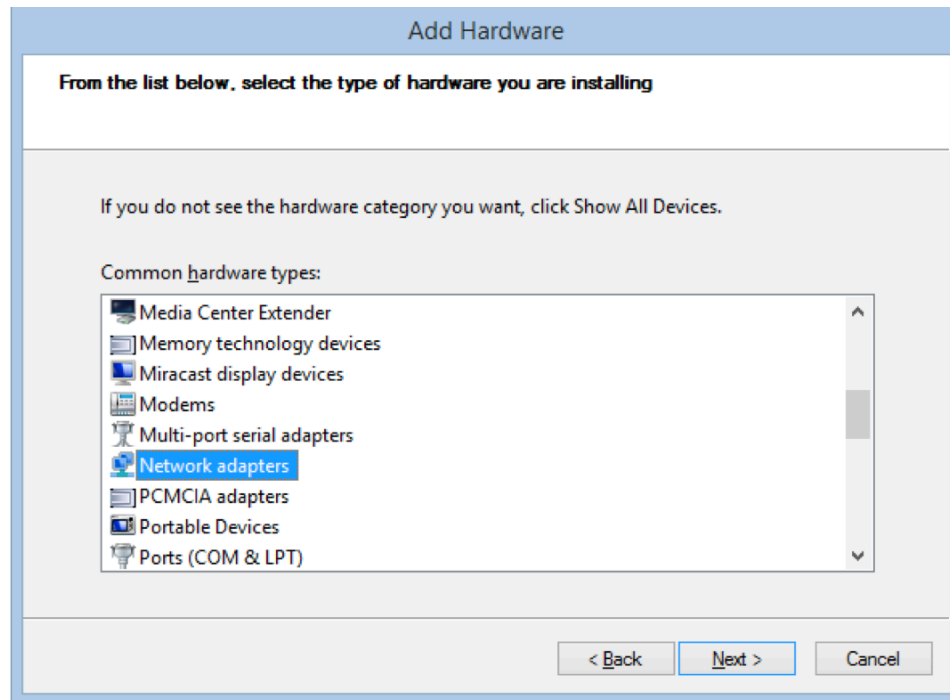 Add Hardware
From the list below, select the type of hardware you are installing
If you do not see the hardware category you want, click Show All Devices.
Common hardware types:
Media Center Extender
Memory technology devices
Miracast display devices
Modems
Multi-port serial adapters
Network adapters
PCMCIA adapters
Portable Devices
Ports (COM & LPT)
< Back Next > Cancel